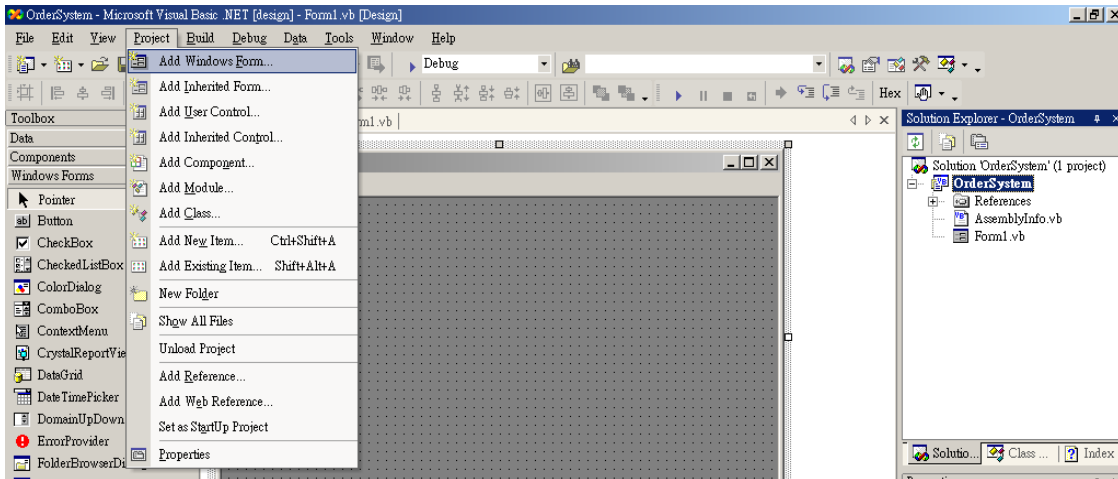 OrderSystem - Microsoft Visual Basic .NET [design] - Form1.vb [Design]
File Edit View Project Build Debug Data Tools Window Help
Debug
Hex
Toolbox
Data
Components
Windows Forms
Pointer
Button
CheckBox
CheckedListBox
ColorDialog
ComboBox
ContextMenu
CrystalReportVie
DataGrid
DateTimePicker
DomainUpDown
ErrorProvider
FolderBrowserDi
Add Windows Form...
Add Inherited Form...
Add User Control...
Add Inherited Control...
Add Component...
Add Module...
Add Class...
Add New Item... Ctrl+Shift+A
Add Existing Item... Shift+Alt+A
New Folder
Show All Files
Unload Project
Add Reference...
Add Web Reference...
Set as StartUp Project
Properties
m1.vb
Solution Explorer - OrderSystem
Solution 'OrderSystem' (1 project)
OrderSystem
References
AssemblyInfo.vb
Form1.vb
Solutio... Class ... Index